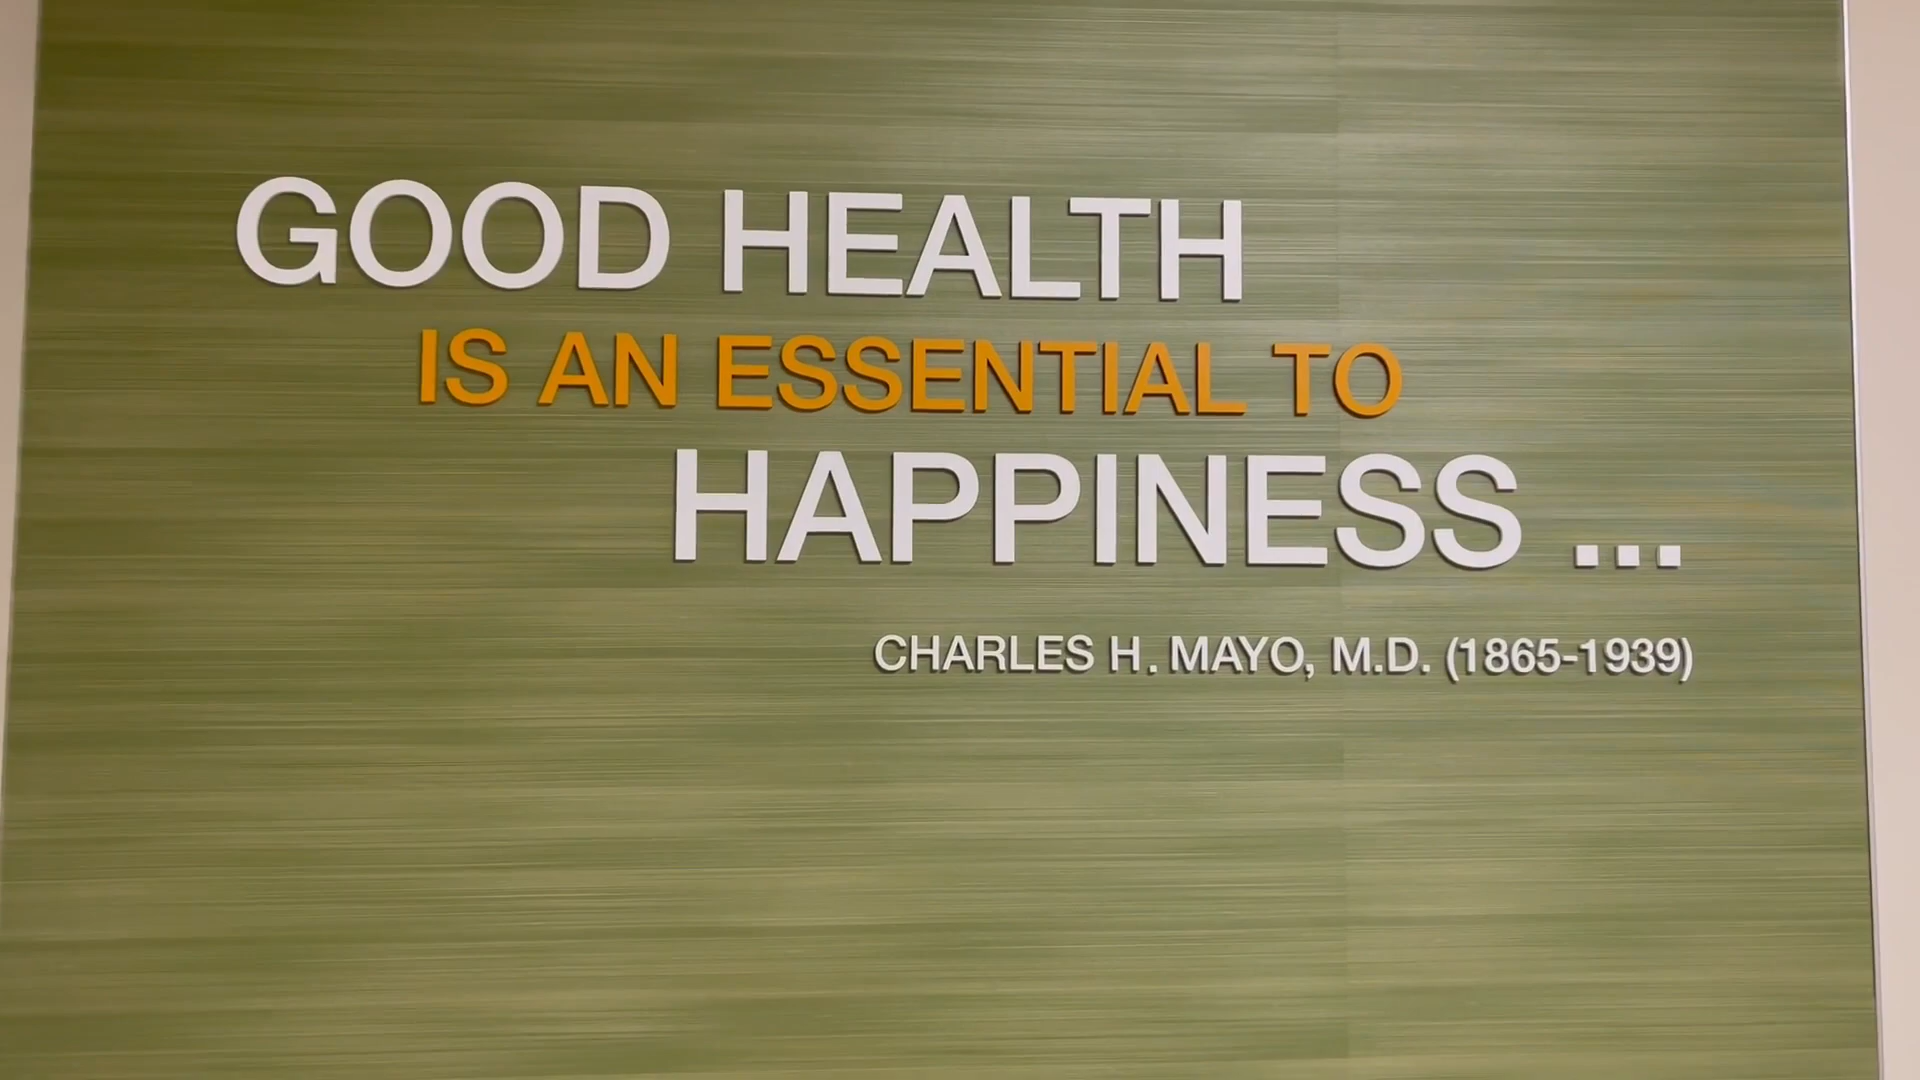 GOOD HEALTH
IS AN ESSENTIAL TO
HAPPINESS ...
CHARLES H. MAYO, M.D. (1865-1939)